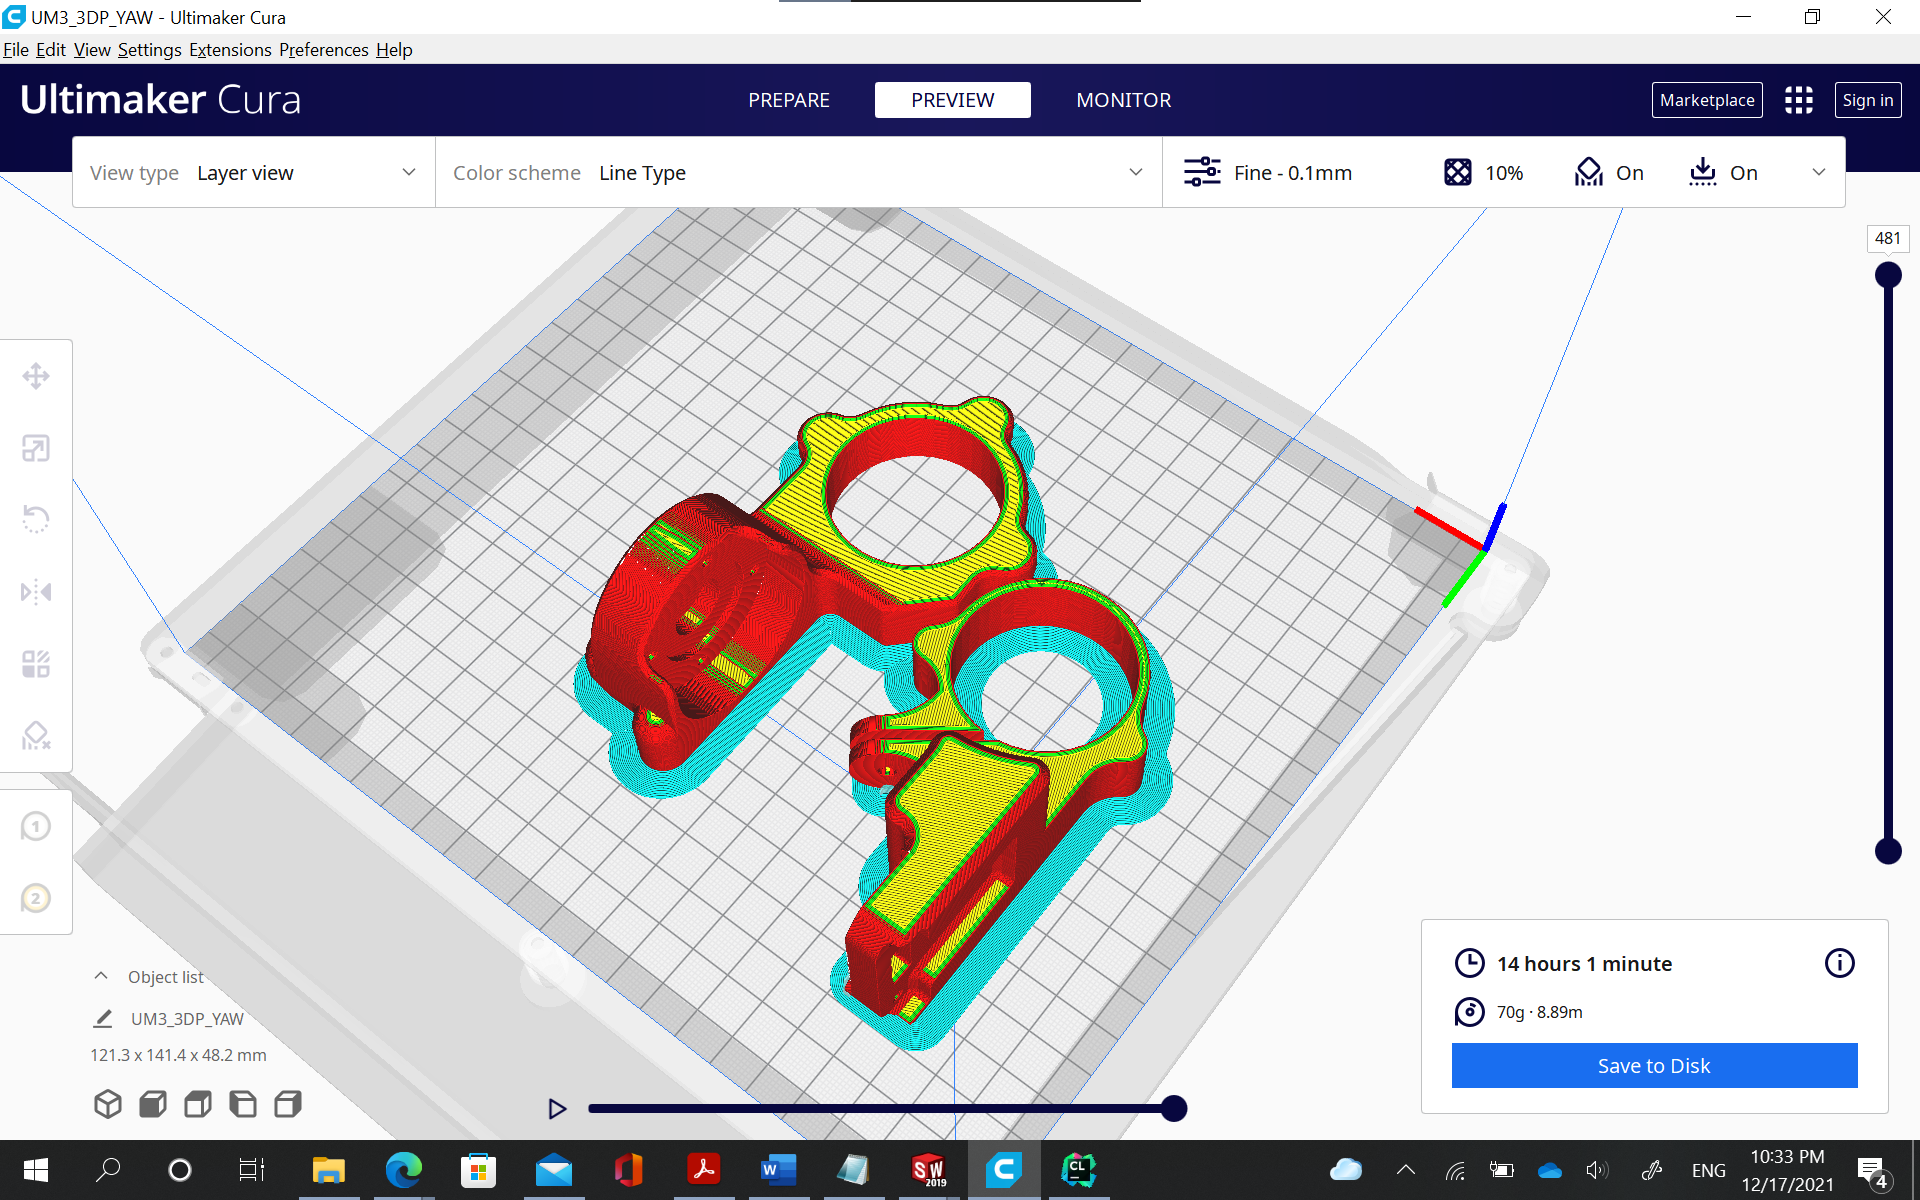 UM3_3DP_YAW - Ultimaker Cura
File Edit View Settings Extensions Preferences Help
Ultimaker Cura
PREPARE
PREVIEW
MONITOR
Marketplace
Sign in
View type Layer view
Color scheme Line Type
Fine - 0.1mm
10%
On
On
481
1
2
Object list
UM3_3DP_YAW
121.3 x 141.4 x 48.2 mm
14 hours 1 minute
70g · 8.89m
Save to Disk
W
SW
2019
CL
ENG
10:33 PM
12/17/2021
4